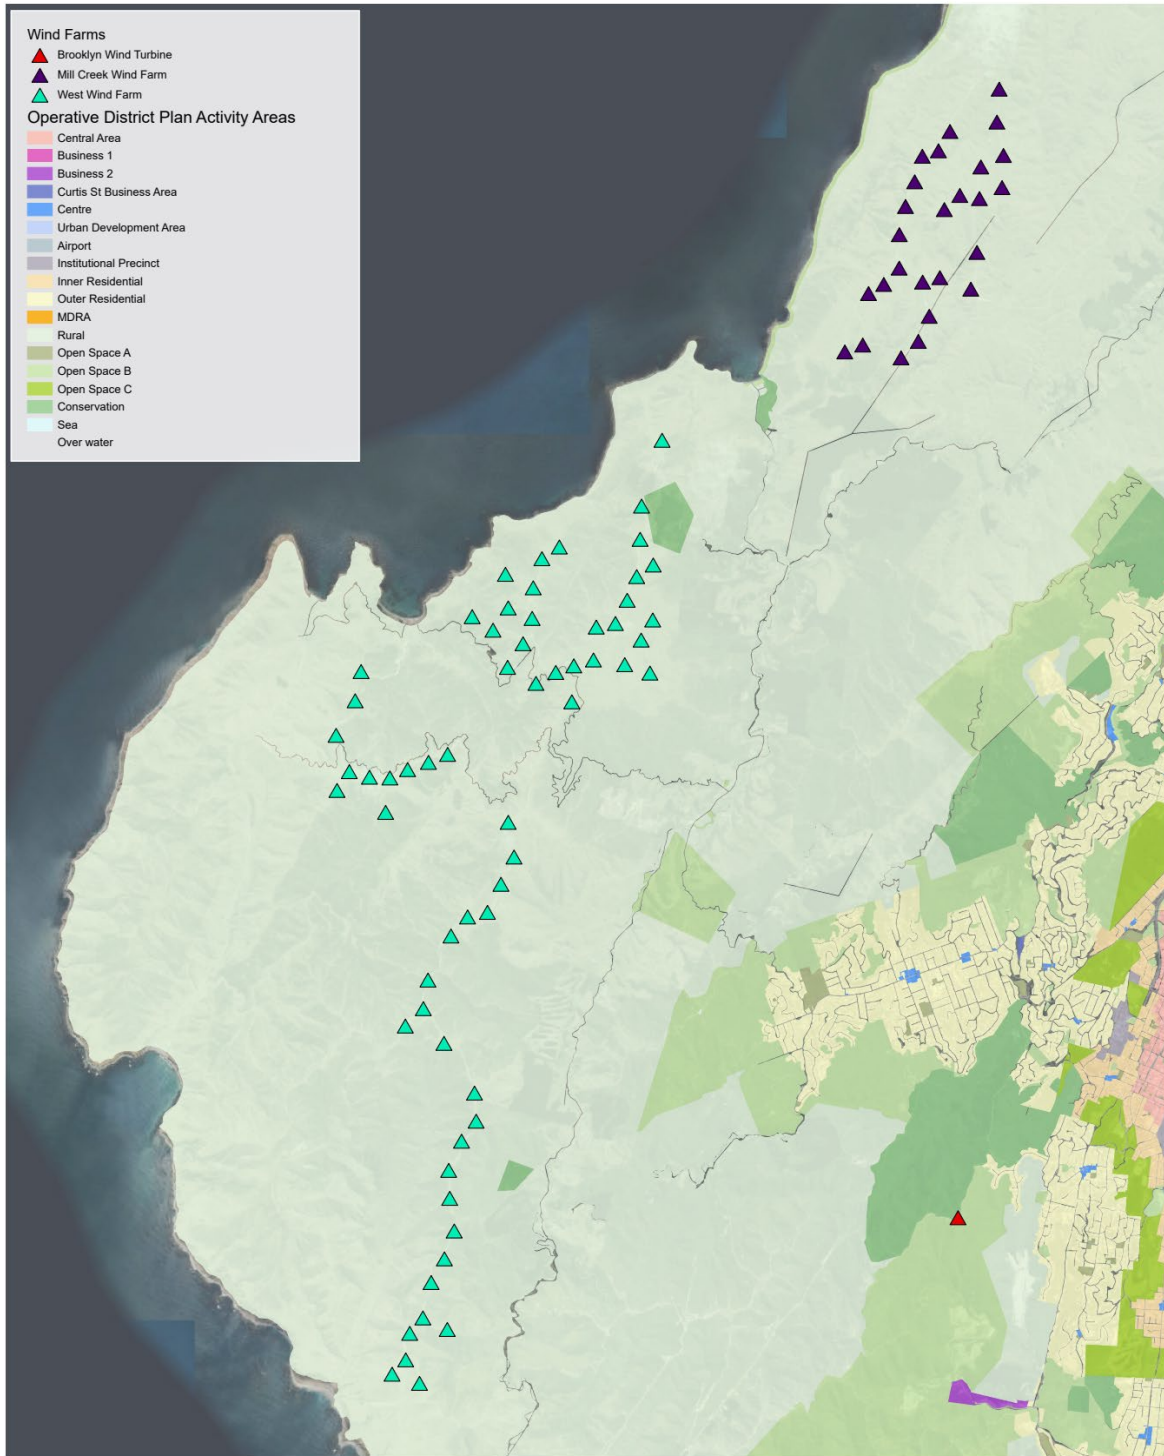 Wind Farms
Brooklyn Wind Turbine
Mill Creek Wind Farm
West Wind Farm
Operative District Plan Activity Areas
Central Area
Business 1
Business 2
Curtis St Business Area
Centre
Urban Development Area
Airport
Institutional Precinct
Inner Residential
Outer Residential
MDRA
Rural
Open Space A
Open Space B
Open Space C
Conservation
Sea
Over water